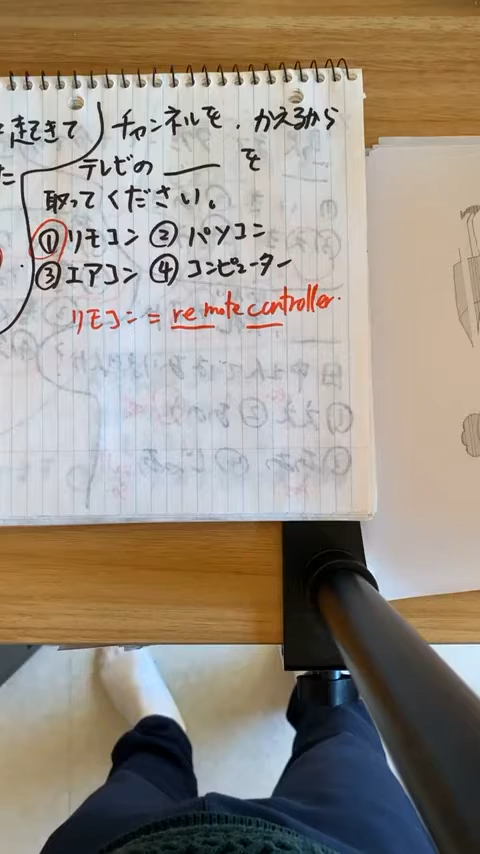 起きて
チャンネルを、かえるから
テレビの ____ を
取ってください。
① リモコン ② パソコン
③ エアコン ④ コンピューター
リモコン = remote controller.